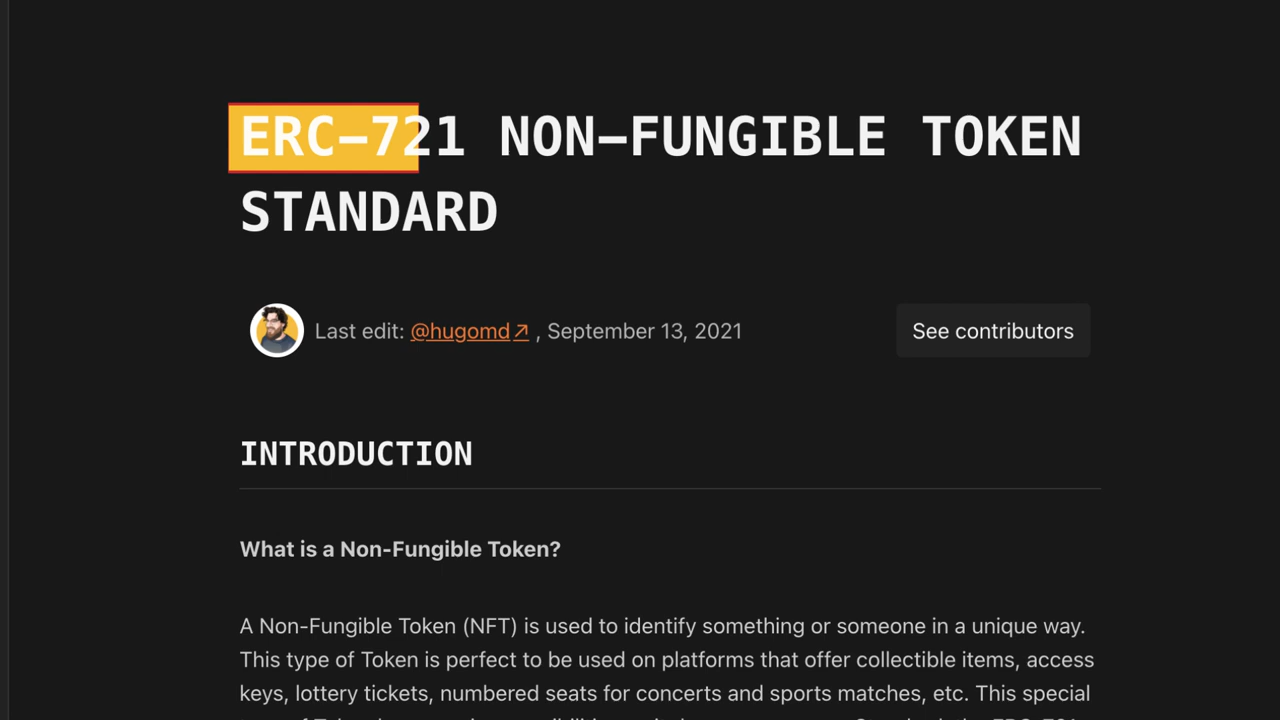 ERC-721 NON-FUNGIBLE TOKEN
STANDARD
Last edit: @hugomd↗ , September 13, 2021
See contributors
INTRODUCTION
What is a Non-Fungible Token?
A Non-Fungible Token (NFT) is used to identify something or someone in a unique way.
This type of Token is perfect to be used on platforms that offer collectible items, access
keys, lottery tickets, numbered seats for concerts and sports matches, etc. This special